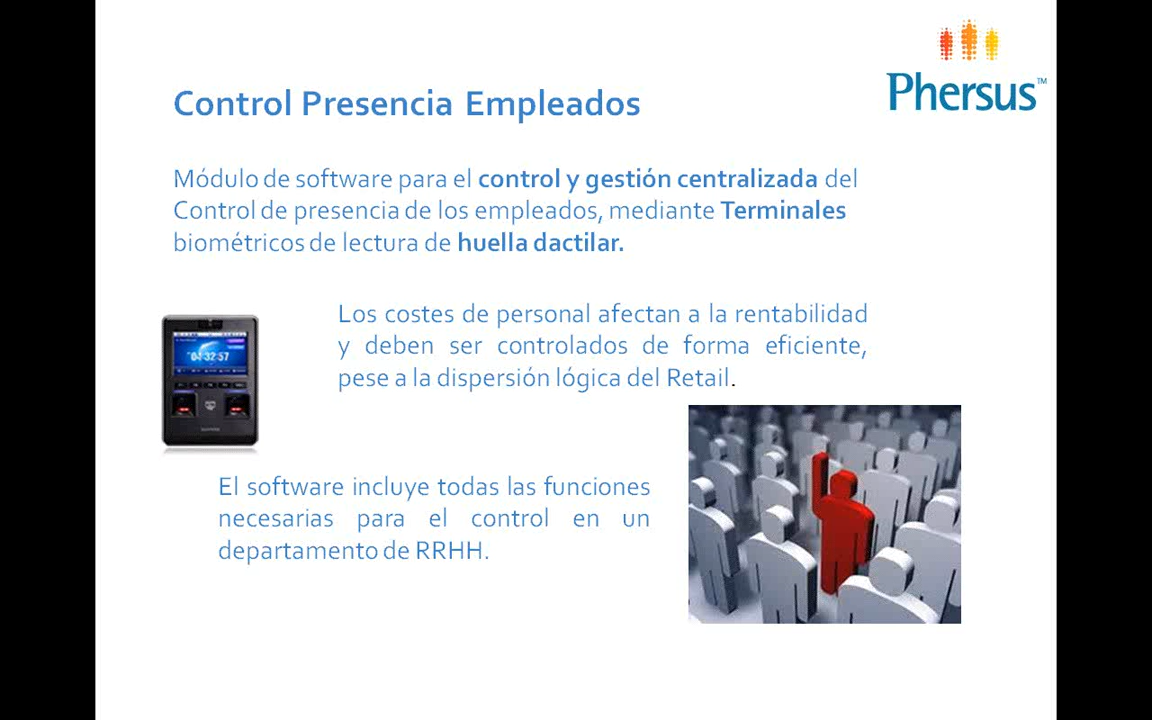 Phersus™
Control Presencia Empleados
Módulo de software para el control y gestión centralizada del
Control de presencia de los empleados, mediante Terminales
biométricos de lectura de huella dactilar.
Los costes de personal afectan a la rentabilidad
y deben ser controlados de forma eficiente,
pese a la dispersión lógica del Retail.
04:32:57
El software incluye todas las funciones
necesarias para el control en un
departamento de RRHH.